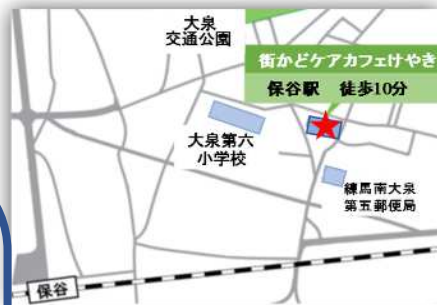 大泉
交通公園
街かどケアカフェけやき
保谷駅 徒歩10分
大泉第六
小学校
練馬南大泉
第五郵便局
保谷